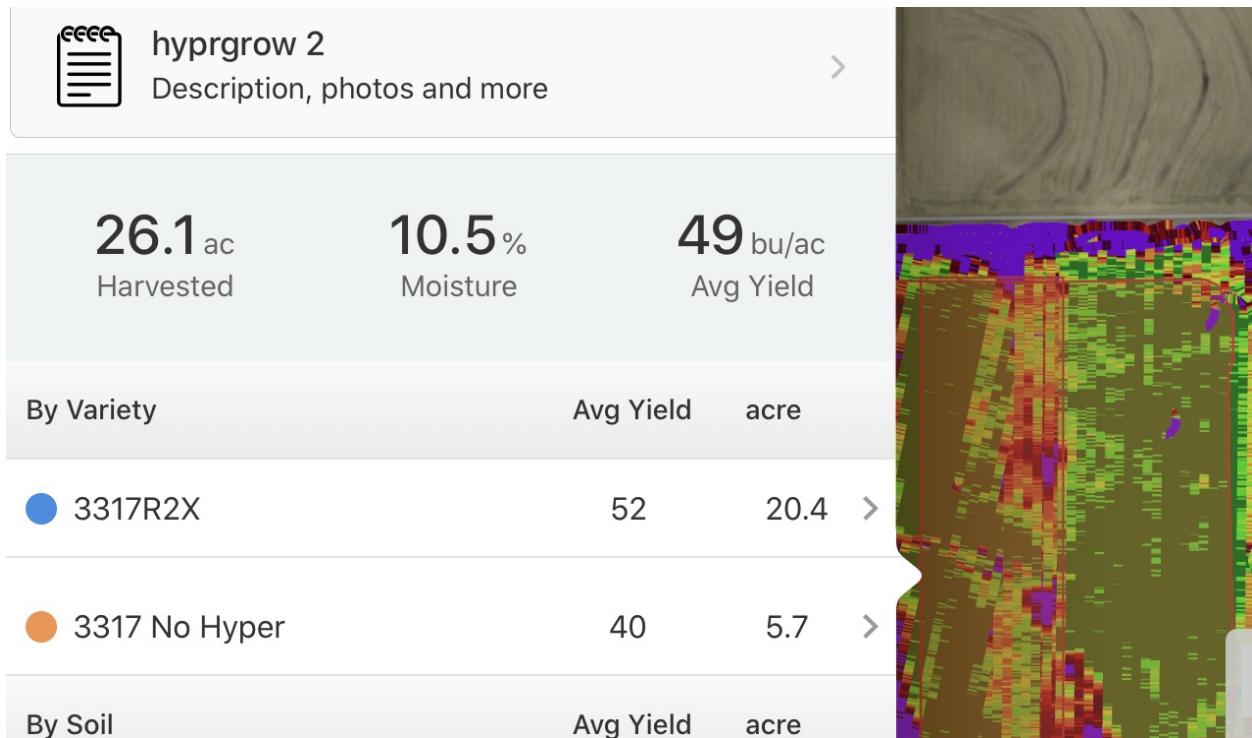 hyprgrow 2
Description, photos and more
26.1 ac 10.5 % 49 bu/ac
Harvested Moisture Avg Yield
By Variety Avg Yield acre
3317R2X 52 20.4
3317 No Hyper 40 5.7
By Soil Avg Yield acre